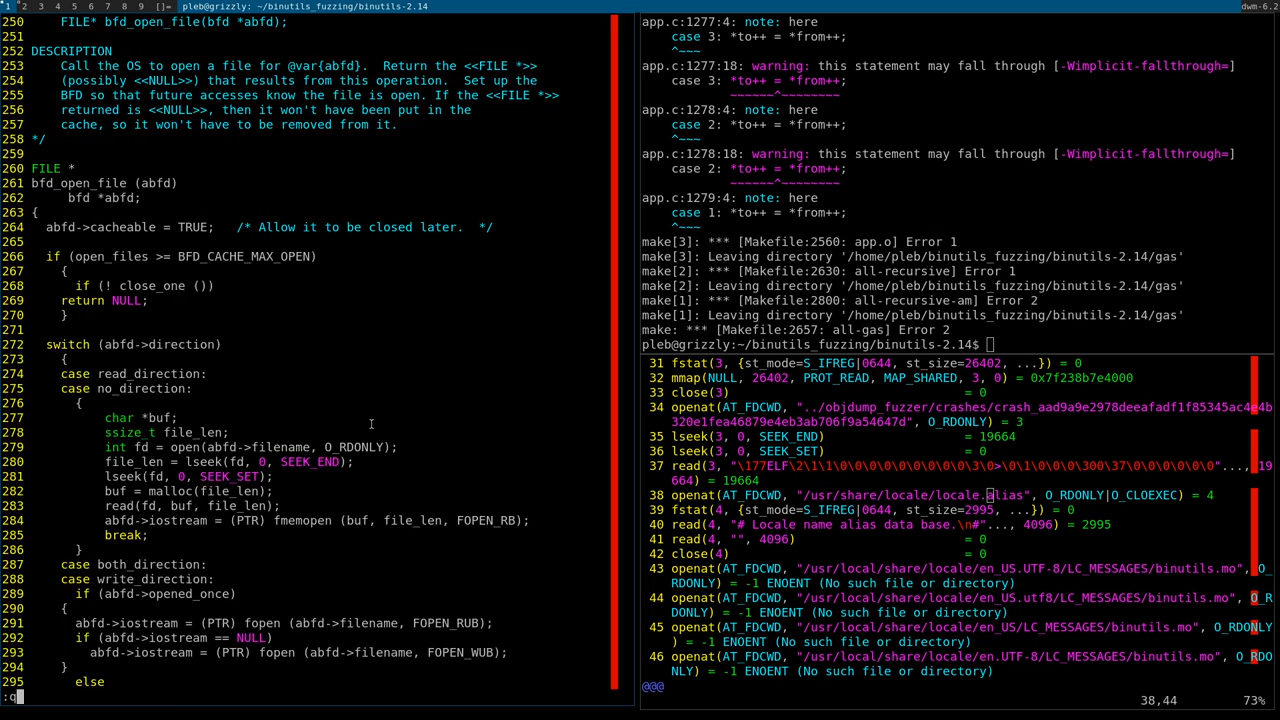 1 2 3 4 5 6 7 8 9 []= pleb@grizzly: ~/binutils_fuzzing/binutils-2.14 dwm-6.2
250 FILE* bfd_open_file(bfd *abfd);
251
252 DESCRIPTION
253 Call the OS to open a file for @var{abfd}. Return the <<FILE *>>
254 (possibly <<NULL>>) that results from this operation. Set up the
255 BFD so that future accesses know the file is open. If the <<FILE *>>
256 returned is <<NULL>>, then it won't have been put in the
257 cache, so it won't have to be removed from it.
258 */
259
260 FILE *
261 bfd_open_file (abfd)
262 bfd *abfd;
263 {
264 abfd->cacheable = TRUE; /* Allow it to be closed later. */
265
266 if (open_files >= BFD_CACHE_MAX_OPEN)
267 {
268 if (! close_one ())
269 return NULL;
270 }
271
272 switch (abfd->direction)
273 {
274 case read_direction:
275 case no_direction:
276 {
277 char *buf;
278 ssize_t file_len;
279 int fd = open(abfd->filename, O_RDONLY);
280 file_len = lseek(fd, 0, SEEK_END);
281 lseek(fd, 0, SEEK_SET);
282 buf = malloc(file_len);
283 read(fd, buf, file_len);
284 abfd->iostream = (PTR) fmemopen (buf, file_len, FOPEN_RB);
285 break;
286 }
287 case both_direction:
288 case write_direction:
289 if (abfd->opened_once)
290 {
291 abfd->iostream = (PTR) fopen (abfd->filename, FOPEN_RUB);
292 if (abfd->iostream == NULL)
293 abfd->iostream = (PTR) fopen (abfd->filename, FOPEN_WUB);
294 }
295 else
:q
app.c:1277:4: note: here
case 3: *to++ = *from++;
^~~~
app.c:1277:18: warning: this statement may fall through [-Wimplicit-fallthrough=]
case 3: *to++ = *from++;
~~~~~~^~~~~~~~~
app.c:1278:4: note: here
case 2: *to++ = *from++;
^~~~
app.c:1278:18: warning: this statement may fall through [-Wimplicit-fallthrough=]
case 2: *to++ = *from++;
~~~~~~^~~~~~~~~
app.c:1279:4: note: here
case 1: *to++ = *from++;
^~~~
make[3]: *** [Makefile:2560: app.o] Error 1
make[3]: Leaving directory '/home/pleb/binutils_fuzzing/binutils-2.14/gas'
make[2]: *** [Makefile:2630: all-recursive] Error 1
make[2]: Leaving directory '/home/pleb/binutils_fuzzing/binutils-2.14/gas'
make[1]: *** [Makefile:2800: all-recursive-am] Error 2
make[1]: Leaving directory '/home/pleb/binutils_fuzzing/binutils-2.14/gas'
make: *** [Makefile:2657: all-gas] Error 2
pleb@grizzly:~/binutils_fuzzing/binutils-2.14$
31 fstat(3, {st_mode=S_IFREG|0644, st_size=26402, ...}) = 0
32 mmap(NULL, 26402, PROT_READ, MAP_SHARED, 3, 0) = 0x7f238b7e4000
33 close(3) = 0
34 openat(AT_FDCWD, "../objdump_fuzzer/crashes/crash_aad9a9e2978deeafadf1f85345ac4e4b
320e1fea46879e4eb3ab706f9a54647d", O_RDONLY) = 3
35 lseek(3, 0, SEEK_END) = 19664
36 lseek(3, 0, SEEK_SET) = 0
37 read(3, "\177ELF\2\1\1\0\0\0\0\0\0\0\0\0\3\0>\0\1\0\0\0\300\37\0\0\0\0\0\0"..., 19
664) = 19664
38 openat(AT_FDCWD, "/usr/share/locale/locale.alias", O_RDONLY|O_CLOEXEC) = 4
39 fstat(4, {st_mode=S_IFREG|0644, st_size=2995, ...}) = 0
40 read(4, "# Locale name alias data base.\n#"..., 4096) = 2995
41 read(4, "", 4096) = 0
42 close(4) = 0
43 openat(AT_FDCWD, "/usr/local/share/locale/en_US.UTF-8/LC_MESSAGES/binutils.mo", O_
RDONLY) = -1 ENOENT (No such file or directory)
44 openat(AT_FDCWD, "/usr/local/share/locale/en_US.utf8/LC_MESSAGES/binutils.mo", O_R
DONLY) = -1 ENOENT (No such file or directory)
45 openat(AT_FDCWD, "/usr/local/share/locale/en_US/LC_MESSAGES/binutils.mo", O_RDONLY
) = -1 ENOENT (No such file or directory)
46 openat(AT_FDCWD, "/usr/local/share/locale/en.UTF-8/LC_MESSAGES/binutils.mo", O_RDO
NLY) = -1 ENOENT (No such file or directory)
@@@
38,44 73%